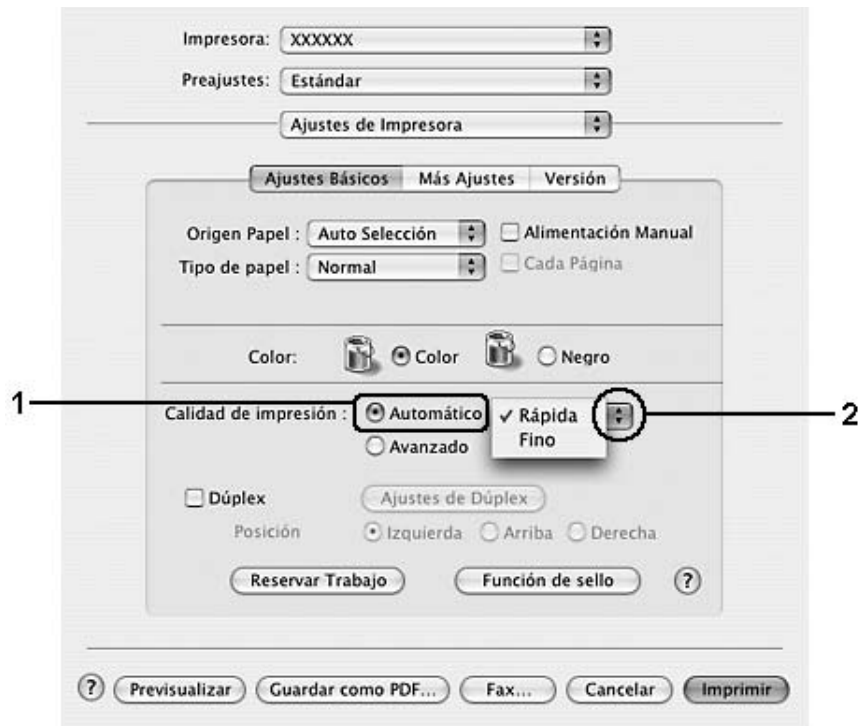 Impresora: XXXXXX
Preajustes: Estándar
Ajustes de Impresora
Ajustes Básicos Más Ajustes Versión
Origen Papel : Auto Selección Alimentación Manual
Tipo de papel : Normal Cada Página
Color: Color Negro
1 Calidad de impresión : Automático ✓ Rápida 2
Avanzado Fino
Dúplex Ajustes de Dúplex
Posición Izquierda Arriba Derecha
Reservar Trabajo Función de sello ?
? Previsualizar Guardar como PDF... Fax... Cancelar Imprimir